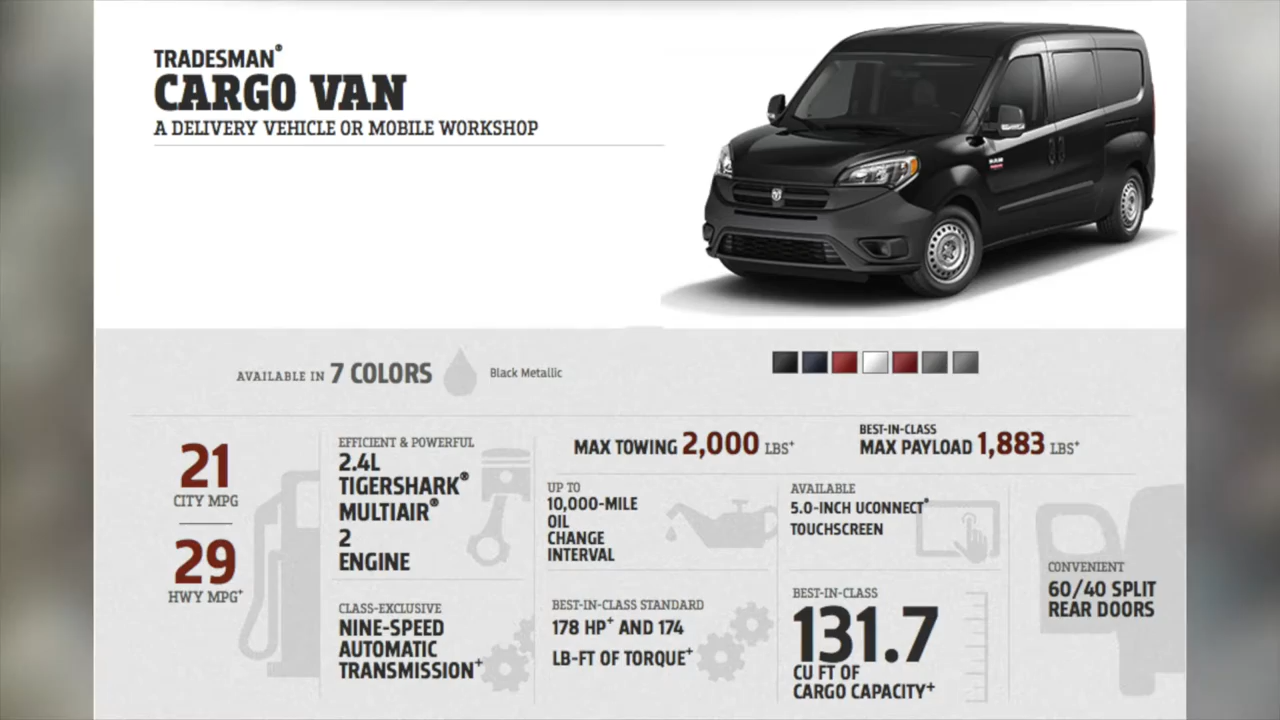 TRADESMAN®
CARGO VAN
A DELIVERY VEHICLE OR MOBILE WORKSHOP
RAM
AVAILABLE IN 7 COLORS
Black Metallic
21
CITY MPG
29
HWY MPG+
EFFICIENT & POWERFUL
2.4L
TIGERSHARK®
MULTIAIR®
2
ENGINE
CLASS-EXCLUSIVE
NINE-SPEED
AUTOMATIC
TRANSMISSION+
MAX TOWING 2,000 LBS+
BEST-IN-CLASS
MAX PAYLOAD 1,883 LBS+
UP TO
10,000-MILE
OIL
CHANGE
INTERVAL
AVAILABLE
5.0-INCH UCONNECT®
TOUCHSCREEN
BEST-IN-CLASS STANDARD
178 HP+ AND 174
LB-FT OF TORQUE+
BEST-IN-CLASS
131.7
CU FT OF
CARGO CAPACITY+
CONVENIENT
60/40 SPLIT
REAR DOORS